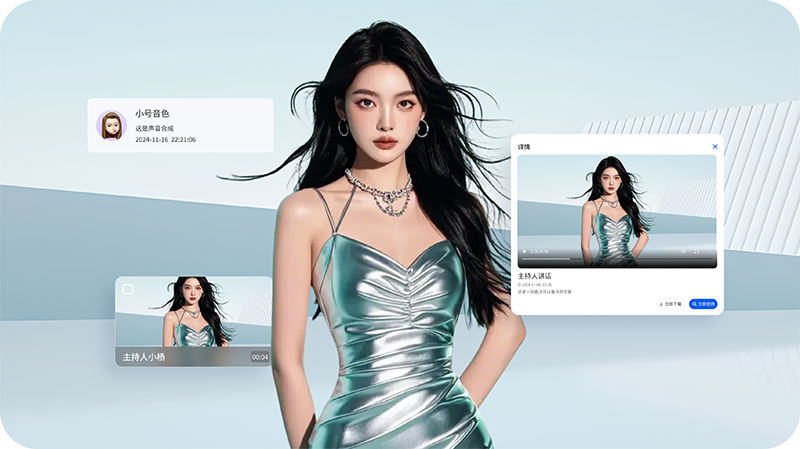 小号音色
这是声音合成
2024-11-16 22:21:06
主持人小杨
00:04
详情
主持人讲话
立即下载